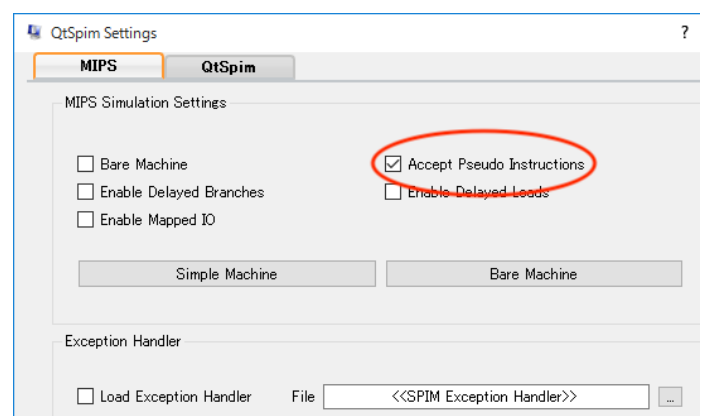 QtSpim Settings ?
MIPS QtSpim
MIPS Simulation Settings
Bare Machine Accept Pseudo Instructions
Enable Delayed Branches Enable Delayed Loads
Enable Mapped IO
Simple Machine Bare Machine
Exception Handler
Load Exception Handler File <<SPIM Exception Handler>> ...